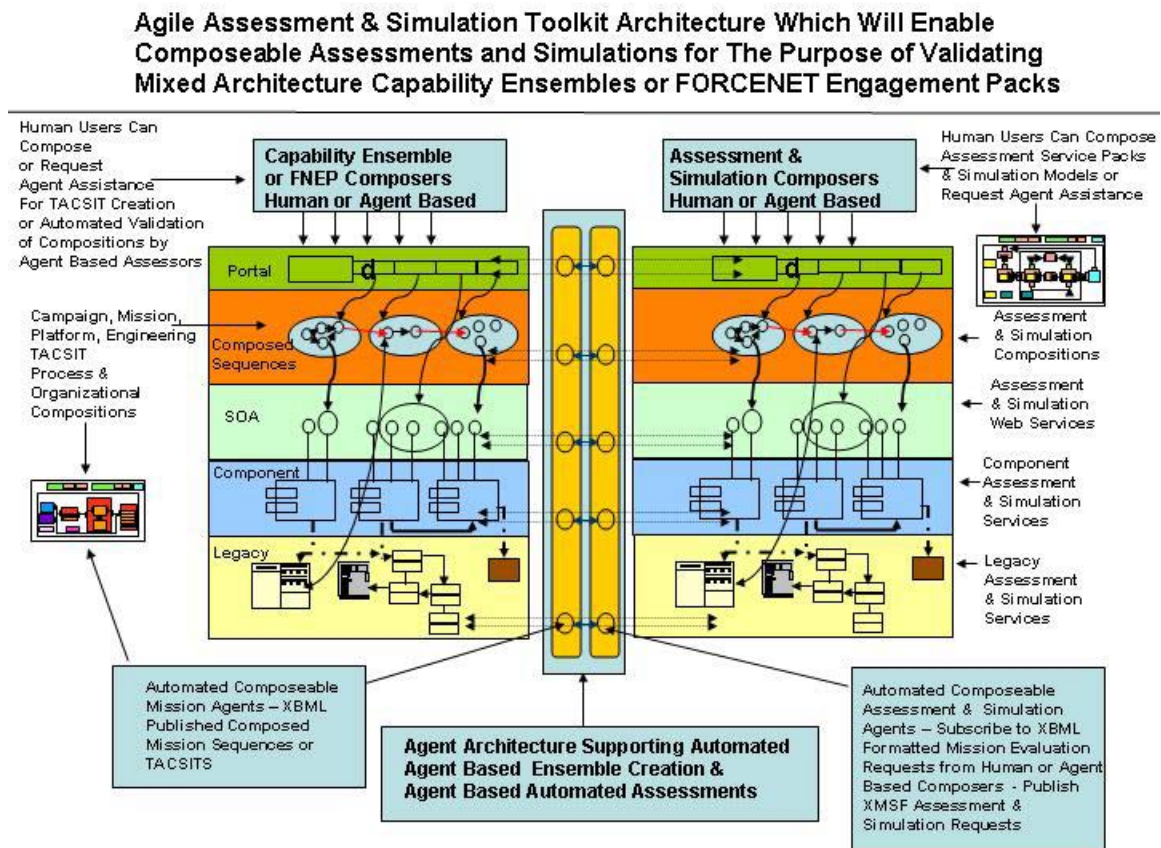 Agile Assessment & Simulation Toolkit Architecture Which Will Enable
Composeable Assessments and Simulations for The Purpose of Validating
Mixed Architecture Capability Ensembles or FORCENET Engagement Packs
Human Users Can
Compose
or Request
Agent Assistance
For TACSIT Creation
or Automated Validation
of Compositions by
Agent Based Assessors
Capability Ensemble
or FNEP Composers
Human or Agent Based
Assessment &
Simulation Composers
Human or Agent Based
Human Users Can Compose
Assessment Service Packs
& Simulation Models or
Request Agent Assistance
Portal
d
d
Campaign, Mission,
Platform, Engineering
TACSIT
Process &
Organizational
Compositions
Composed
Sequences
Assessment
& Simulation
Compositions
SOA
Assessment
& Simulation
Web Services
Component
Component
Assessment
& Simulation
Services
Legacy
Legacy
Assessment
& Simulation
Services
Automated Composeable
Mission Agents – XBML
Published Composed
Mission Sequences or
TACSITS
Agent Architecture Supporting Automated
Agent Based Ensemble Creation &
Agent Based Automated Assessments
Automated Composeable
Assessment & Simulation
Agents – Subscribe to XBML
Formatted Mission Evaluation
Requests from Human or Agent
Based Composers - Publish
XMSF Assessment &
Simulation Requests